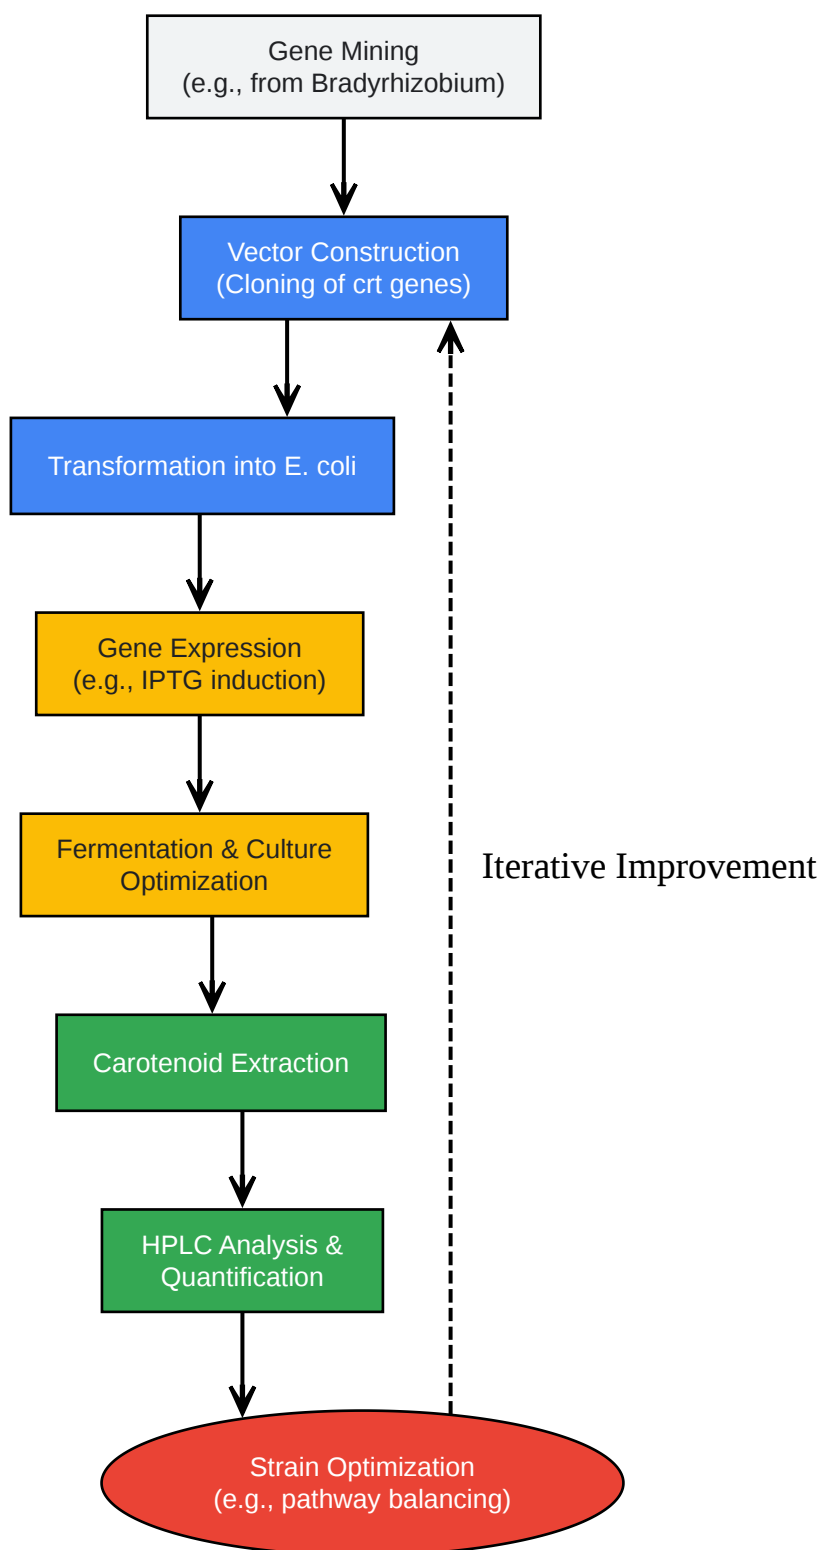 Gene Mining
(e.g., from Bradyrhizobium)
Vector Construction
(Cloning of crt genes)
Transformation into E. coli
Gene Expression
(e.g., IPTG induction)
Fermentation & Culture
Optimization
Iterative Improvement
Carotenoid Extraction
HPLC Analysis &
Quantification
Strain Optimization
(e.g., pathway balancing)